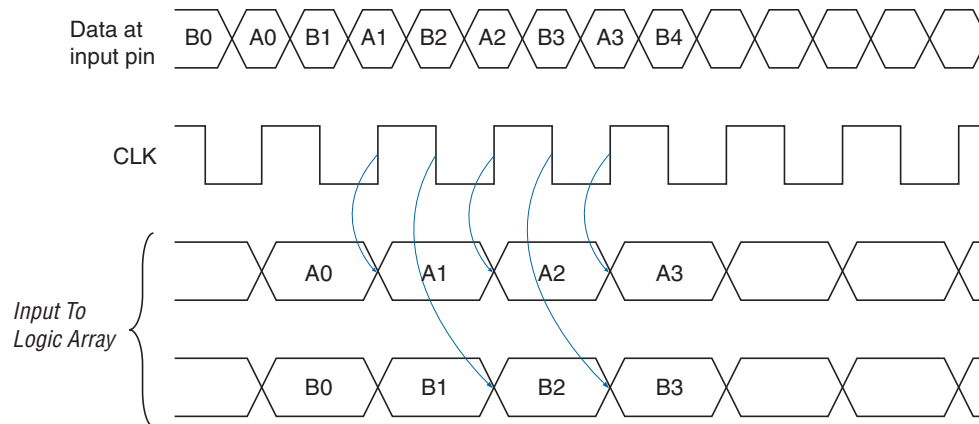 Data at
input pin
B0 A0 B1 A1 B2 A2 B3 A3 B4
CLK
Input To
Logic Array
A0 A1 A2 A3
B0 B1 B2 B3